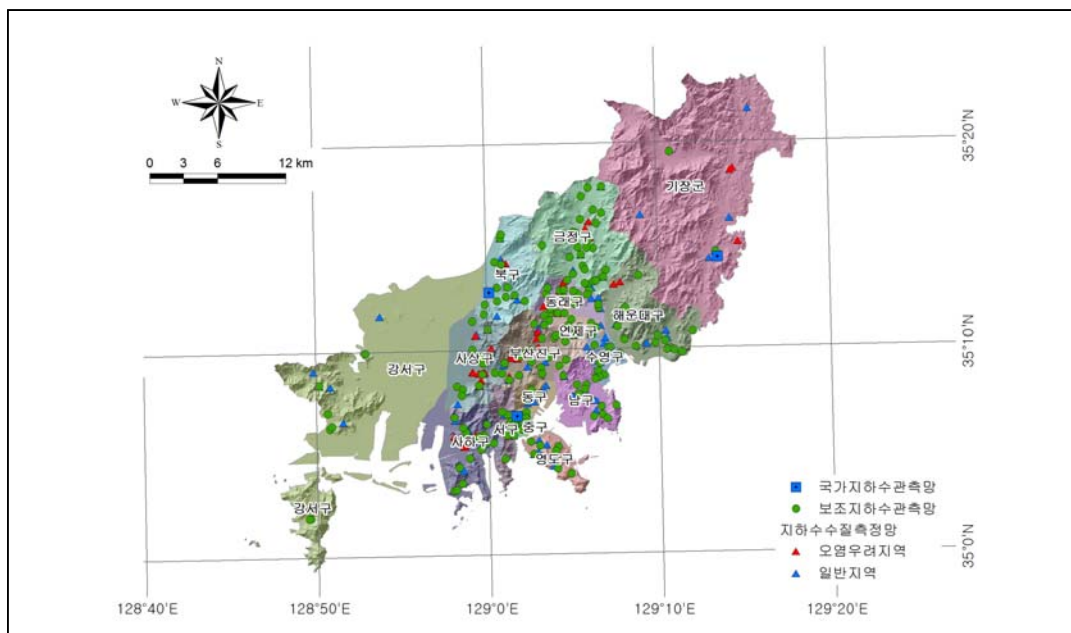 N
W E
S
0 3 6 12 km
35°20'N
기장군
금정구
북구
동래구
해운대구
연제구
35°10'N
사상구
부산진구
수영구
강서구
동구
남구
서구
중구
사하구
영도구
강서구
국가지하수관측망
보조지하수관측망
지하수수질측정망
오염우려지역
일반지역
35°0'N
128°40'E
128°50'E
129°0'E
129°10'E
129°20'E